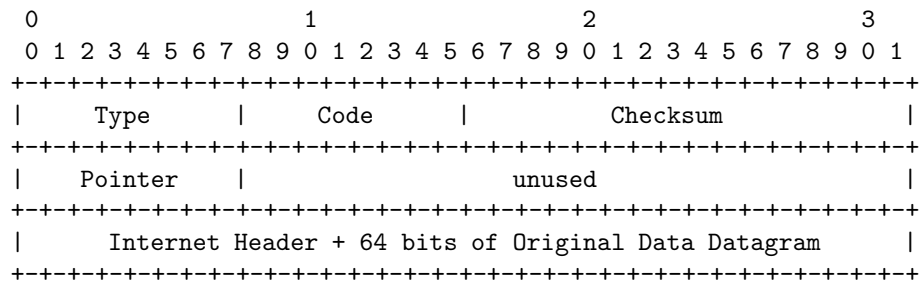 0                   1                   2                   3
0 1 2 3 4 5 6 7 8 9 0 1 2 3 4 5 6 7 8 9 0 1 2 3 4 5 6 7 8 9 0 1
+-+-+-+-+-+-+-+-+-+-+-+-+-+-+-+-+-+-+-+-+-+-+-+-+-+-+-+-+-+-+-+-+
|     Type      |     Code      |          Checksum             |
+-+-+-+-+-+-+-+-+-+-+-+-+-+-+-+-+-+-+-+-+-+-+-+-+-+-+-+-+-+-+-+-+
|    Pointer    |                   unused                      |
+-+-+-+-+-+-+-+-+-+-+-+-+-+-+-+-+-+-+-+-+-+-+-+-+-+-+-+-+-+-+-+-+
|      Internet Header + 64 bits of Original Data Datagram      |
+-+-+-+-+-+-+-+-+-+-+-+-+-+-+-+-+-+-+-+-+-+-+-+-+-+-+-+-+-+-+-+-+